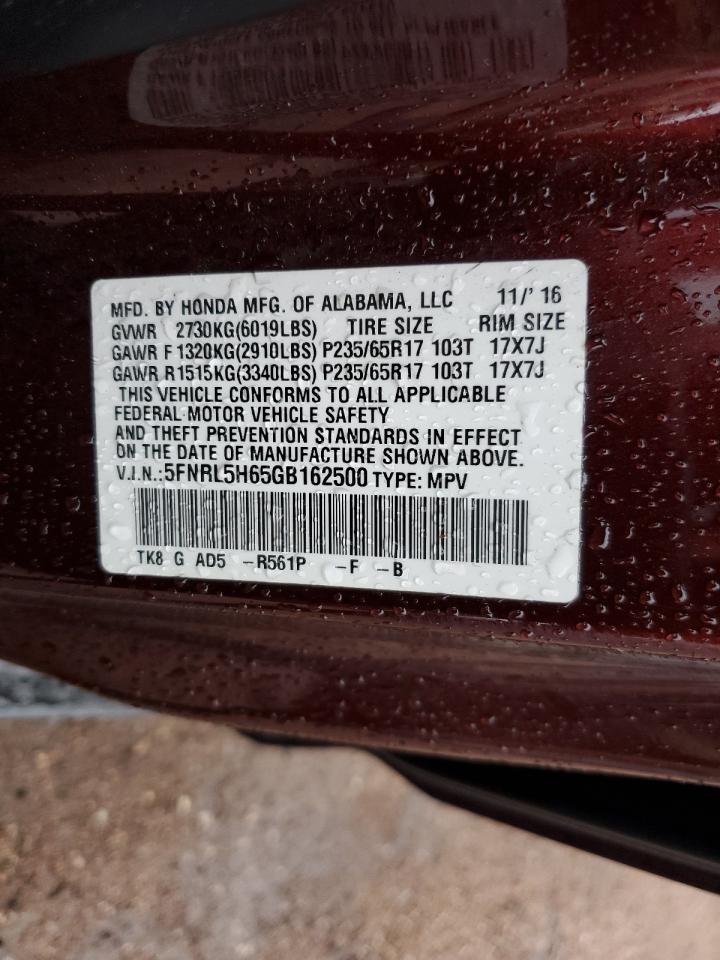 MFD. BY HONDA MFG. OF ALABAMA, LLC 11/' 16
GVWR 2730KG(6019LBS) TIRE SIZE RIM SIZE
GAWR F1320KG(2910LBS) P235/65R17 103T 17X7J
GAWR R1515KG(3340LBS) P235/65R17 103T 17X7J
THIS VEHICLE CONFORMS TO ALL APPLICABLE
FEDERAL MOTOR VEHICLE SAFETY
AND THEFT PREVENTION STANDARDS IN EFFECT
ON THE DATE OF MANUFACTURE SHOWN ABOVE.
V.I.N.:5FNRL5H65GB162500 TYPE: MPV
TK8 G AD5 -R561P -F -B